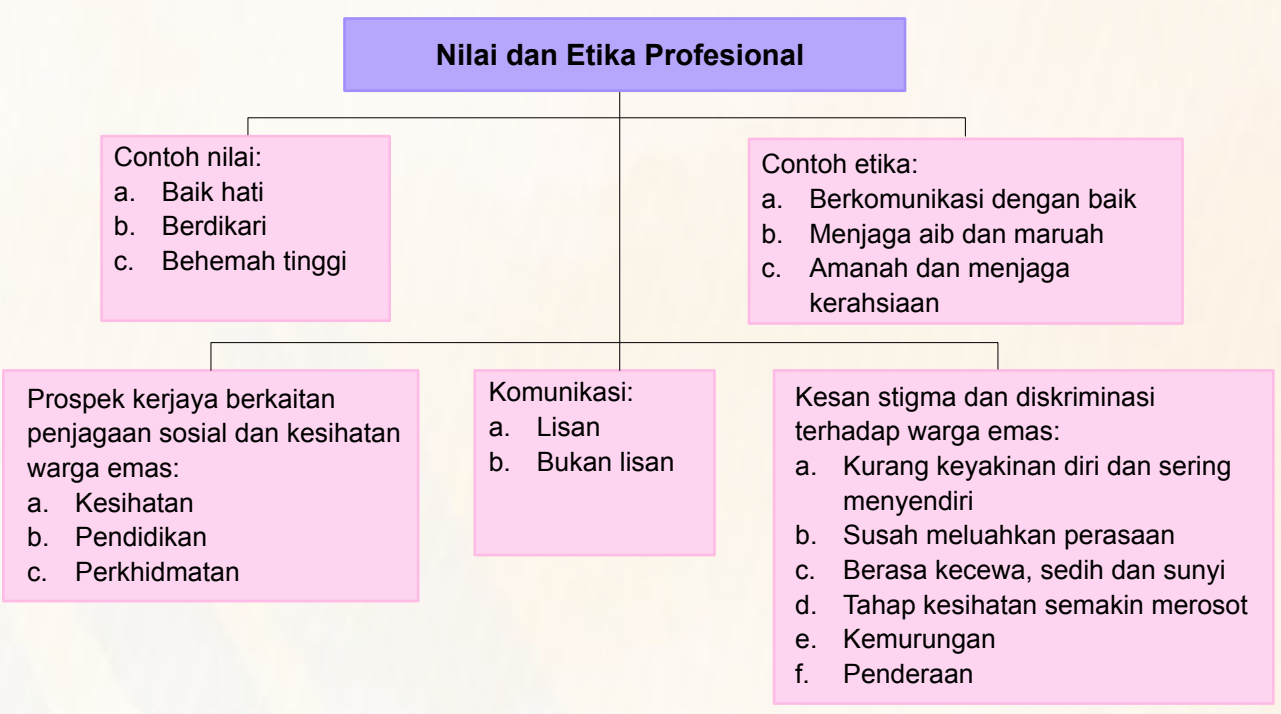 Nilai dan Etika Profesional
Contoh nilai:
a. Baik hati
b. Berdikari
c. Behemah tinggi
Contoh etika:
a. Berkomunikasi dengan baik
b. Menjaga aib dan maruah
c. Amanah dan menjaga
kerahsiaan
Prospek kerjaya berkaitan
penjagaan sosial dan kesihatan
warga emas:
a. Kesihatan
b. Pendidikan
c. Perkhidmatan
Komunikasi:
a. Lisan
b. Bukan lisan
Kesan stigma dan diskriminasi
terhadap warga emas:
a. Kurang keyakinan diri dan sering
menyendiri
b. Susah meluahkan perasaan
c. Berasa kecewa, sedih dan sunyi
d. Tahap kesihatan semakin merosot
e. Kemurungan
f. Penderaan